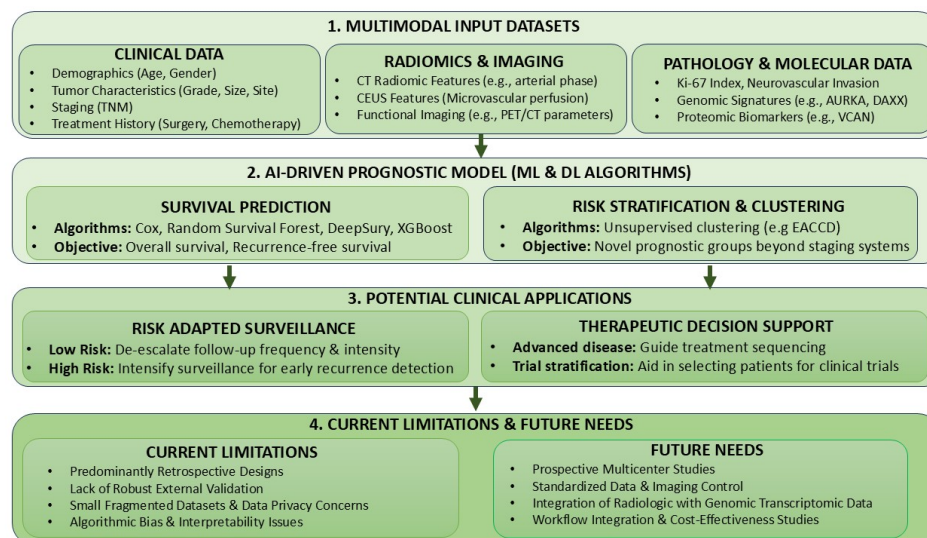 1. MULTIMODAL INPUT DATASETS
CLINICAL DATA
• Demographics (Age, Gender)
• Tumor Characteristics (Grade, Size, Site)
• Staging (TNM)
• Treatment History (Surgery, Chemotherapy)
RADIOMICS & IMAGING
• CT Radiomic Features (e.g., arterial phase)
• CEUS Features (Microvascular perfusion)
• Functional Imaging (e.g., PET/CT parameters)
PATHOLOGY & MOLECULAR DATA
• Ki-67 Index, Neurovascular Invasion
• Genomic Signatures (e.g., AURKA, DAXX)
• Proteomic Biomarkers (e.g., VCAN)
2. AI-DRIVEN PROGNOSTIC MODEL (ML & DL ALGORITHMS)
SURVIVAL PREDICTION
• Algorithms: Cox, Random Survival Forest, DeepSury, XGBoost
• Objective: Overall survival, Recurrence-free survival
RISK STRATIFICATION & CLUSTERING
• Algorithms: Unsupervised clustering (e.g EACCD)
• Objective: Novel prognostic groups beyond staging systems
3. POTENTIAL CLINICAL APPLICATIONS
RISK ADAPTED SURVEILLANCE
• Low Risk: De-escalate follow-up frequency & intensity
• High Risk: Intensify surveillance for early recurrence detection
THERAPEUTIC DECISION SUPPORT
• Advanced disease: Guide treatment sequencing
• Trial stratification: Aid in selecting patients for clinical trials
4. CURRENT LIMITATIONS & FUTURE NEEDS
CURRENT LIMITATIONS
• Predominantly Retrospective Designs
• Lack of Robust External Validation
• Small Fragmented Datasets & Data Privacy Concerns
• Algorithmic Bias & Interpretability Issues
FUTURE NEEDS
• Prospective Multicenter Studies
• Standardized Data & Imaging Control
• Integration of Radiologic with Genomic Transcriptomic Data
• Workflow Integration & Cost-Effectiveness Studies